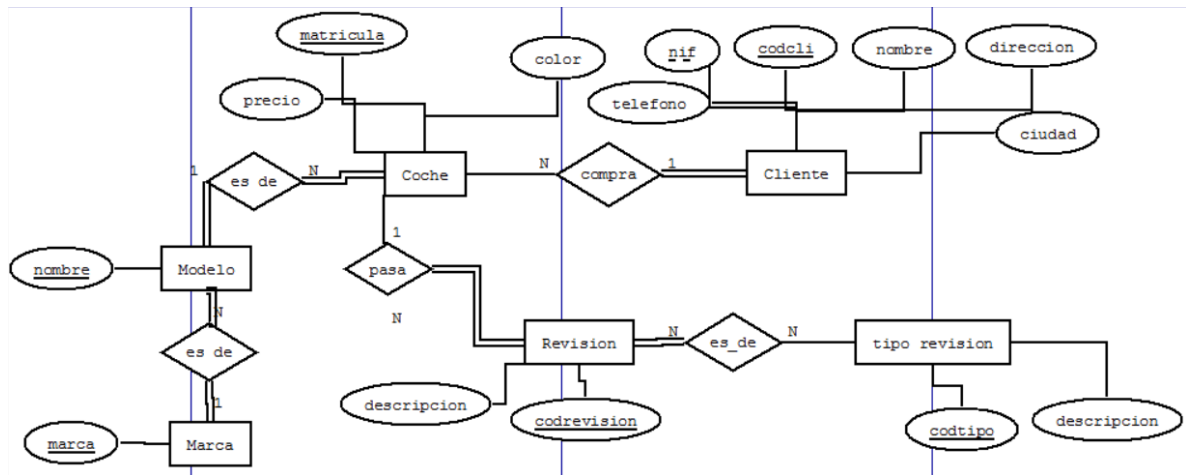 matricula
color
nif
codcli
nombre
direccion
precio
telefono
ciudad
1
es de
N
Coche
N
compra
1
Cliente
1
nombre
Modelo
pasa
N
N
es de
Revision
N
es_de
N
tipo revision
1
descripcion
codrevision
marca
Marca
codtipo
descripcion